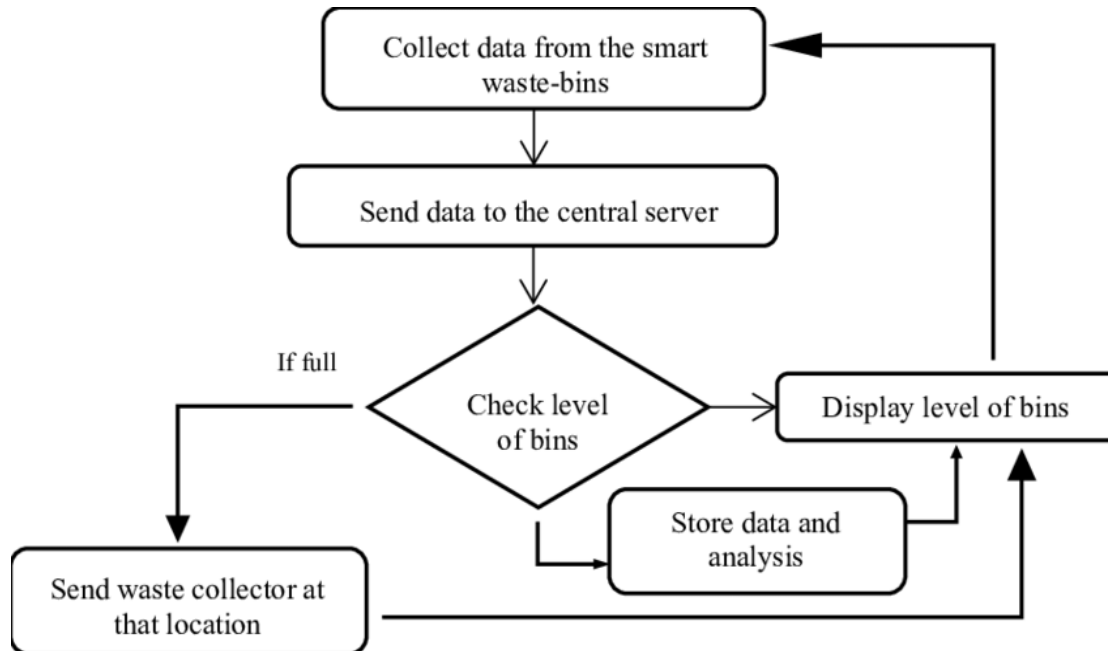 Collect data from the smart
waste-bins
Send data to the central server
If full
Check level
of bins
Display level of bins
Store data and
analysis
Send waste collector at
that location